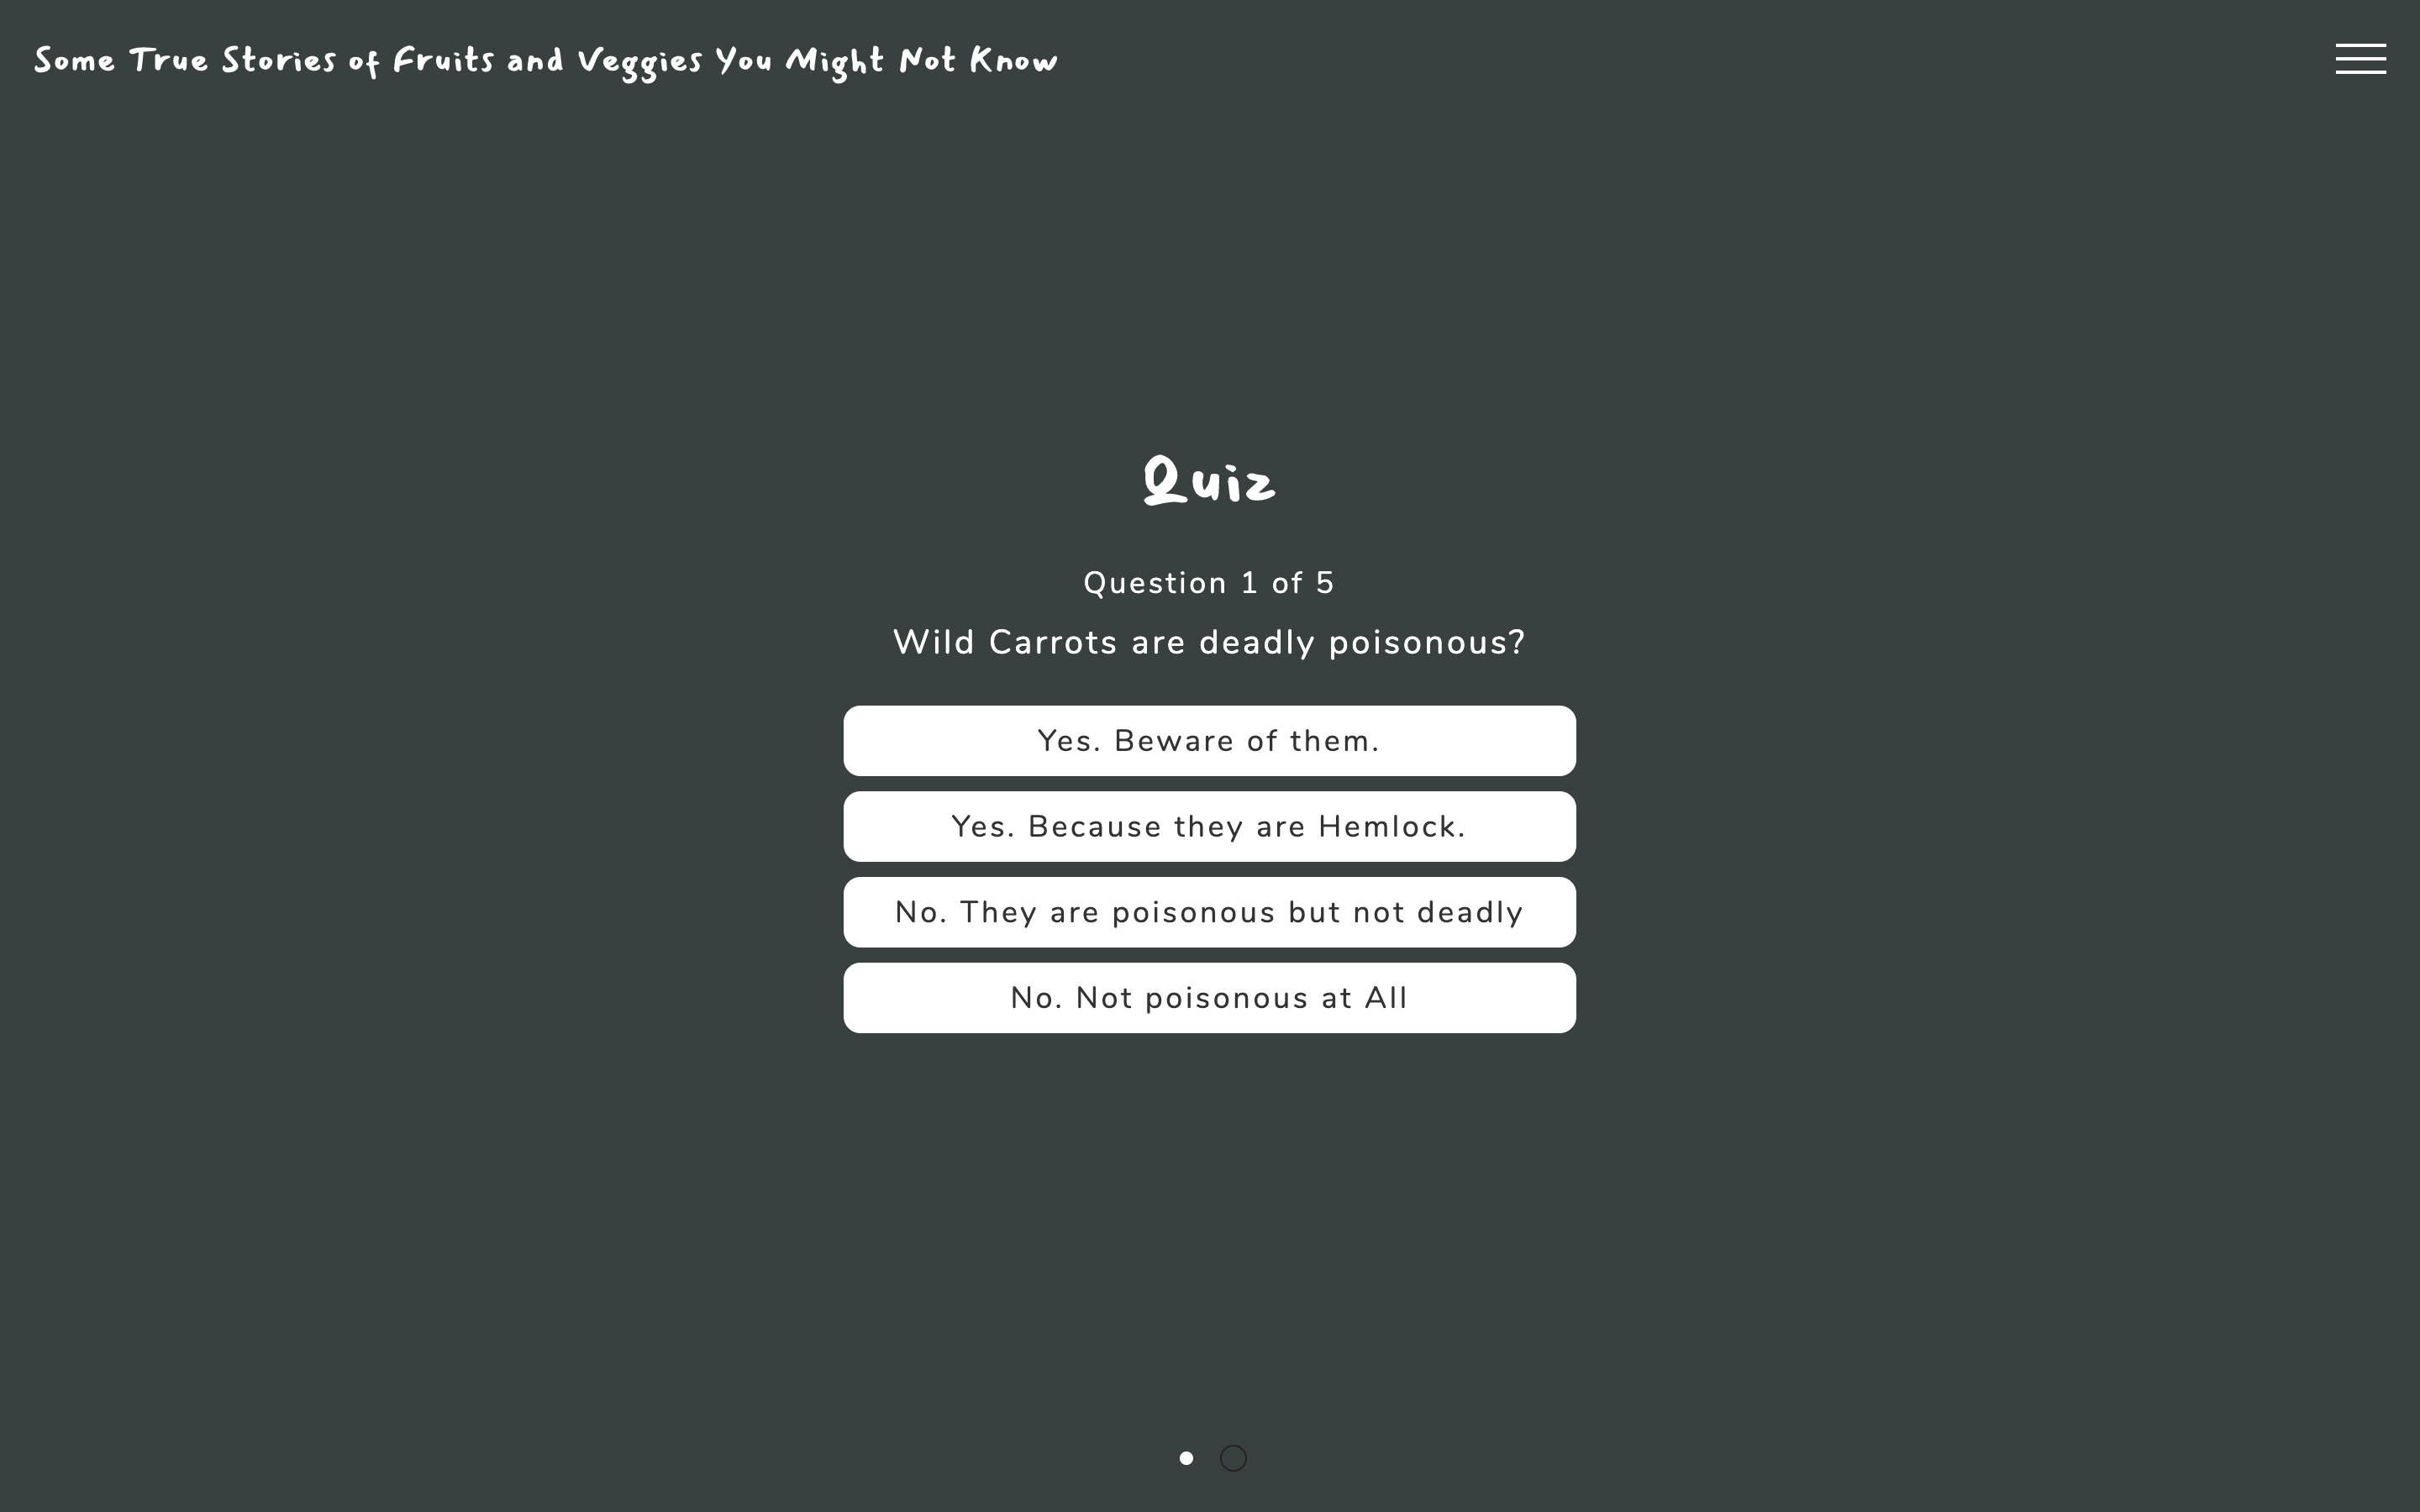 Some True Stories of Fruits and Veggies You Might Not Know
Quiz
Question 1 of 5
Wild Carrots are deadly poisonous?
Yes. Beware of them.
Yes. Because they are Hemlock.
No. They are poisonous but not deadly
No. Not poisonous at All